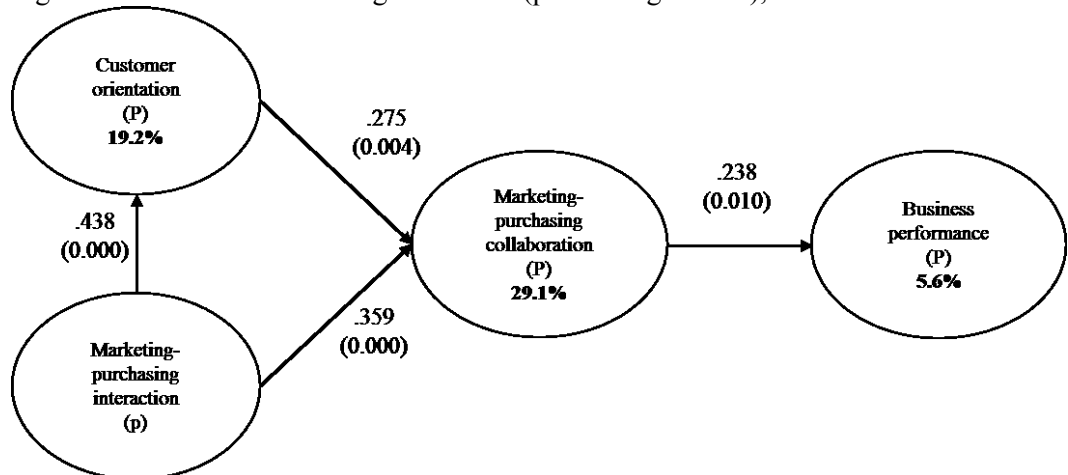 Customer
orientation
(P)
19.2%
.275
(0.004)
.438
(0.000)
Marketing-
purchasing
collaboration
(P)
29.1%
.238
(0.010)
Business
performance
(P)
5.6%
.359
(0.000)
Marketing-
purchasing
interaction
(p)